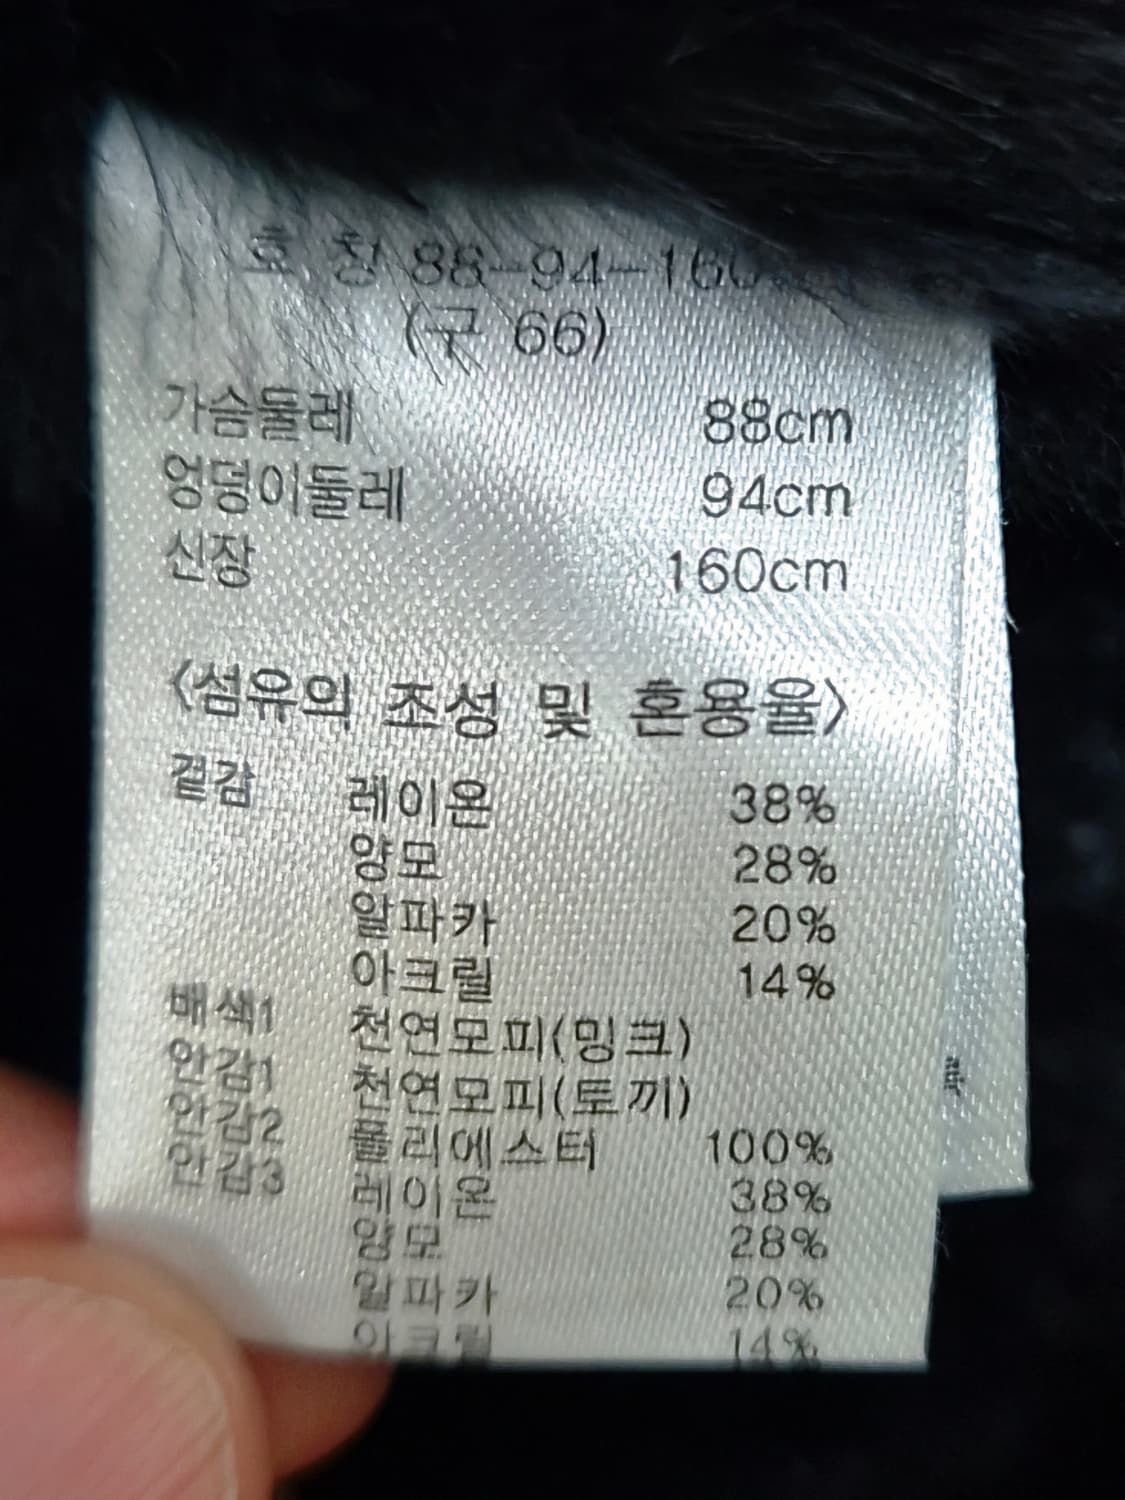 호 칭 88-94-160
(구 66)
가슴둘레 88cm
엉덩이둘레 94cm
신장 160cm
<섬유의 조성 및 혼용율>
겉감 레이온 38%
양모 28%
알파카 20%
아크릴 14%
배색1 천연모피(밍크)
안감1 천연모피(토끼)
안감2 폴리에스터 100%
안감3 레이온 38%
양모 28%
알파카 20%
아크릴 14%